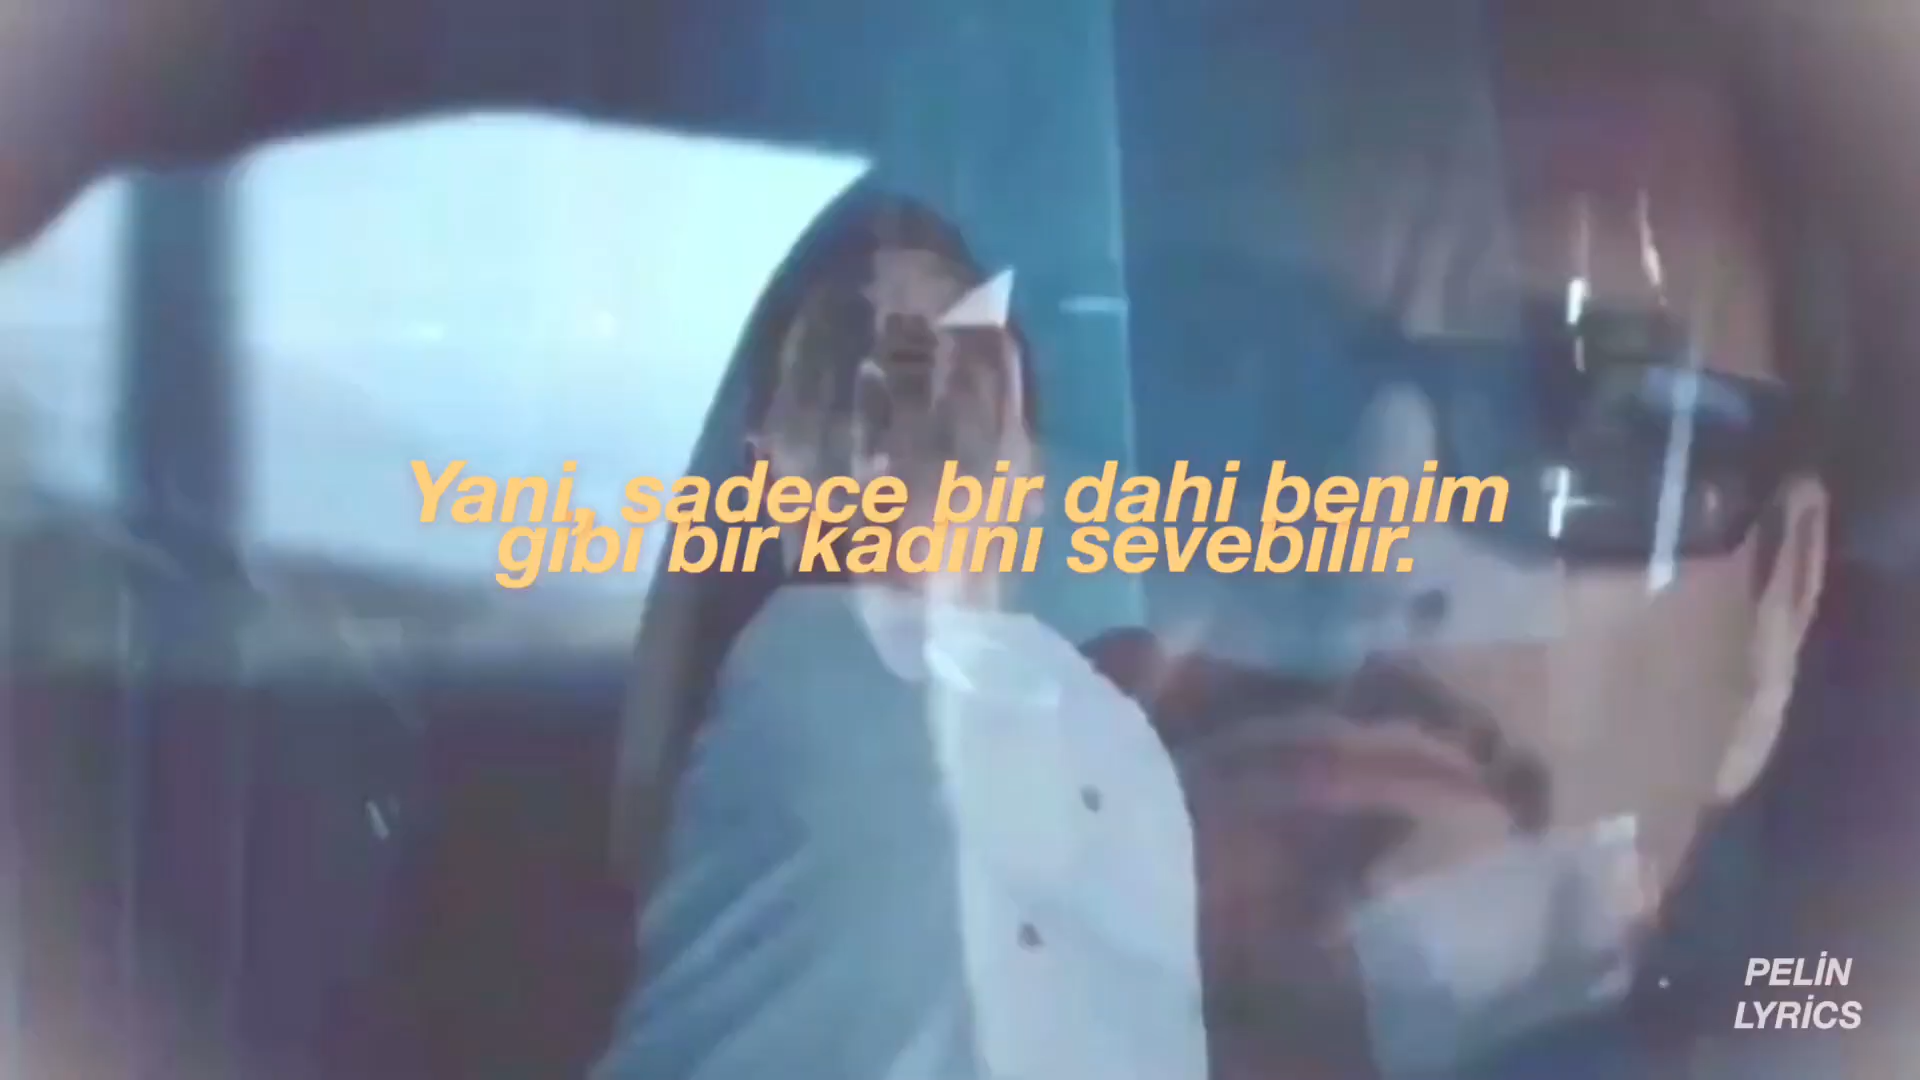 Yani, sadece bir dahi benim
gibi bir kadını sevebilir.
PELİN
LYRİCS